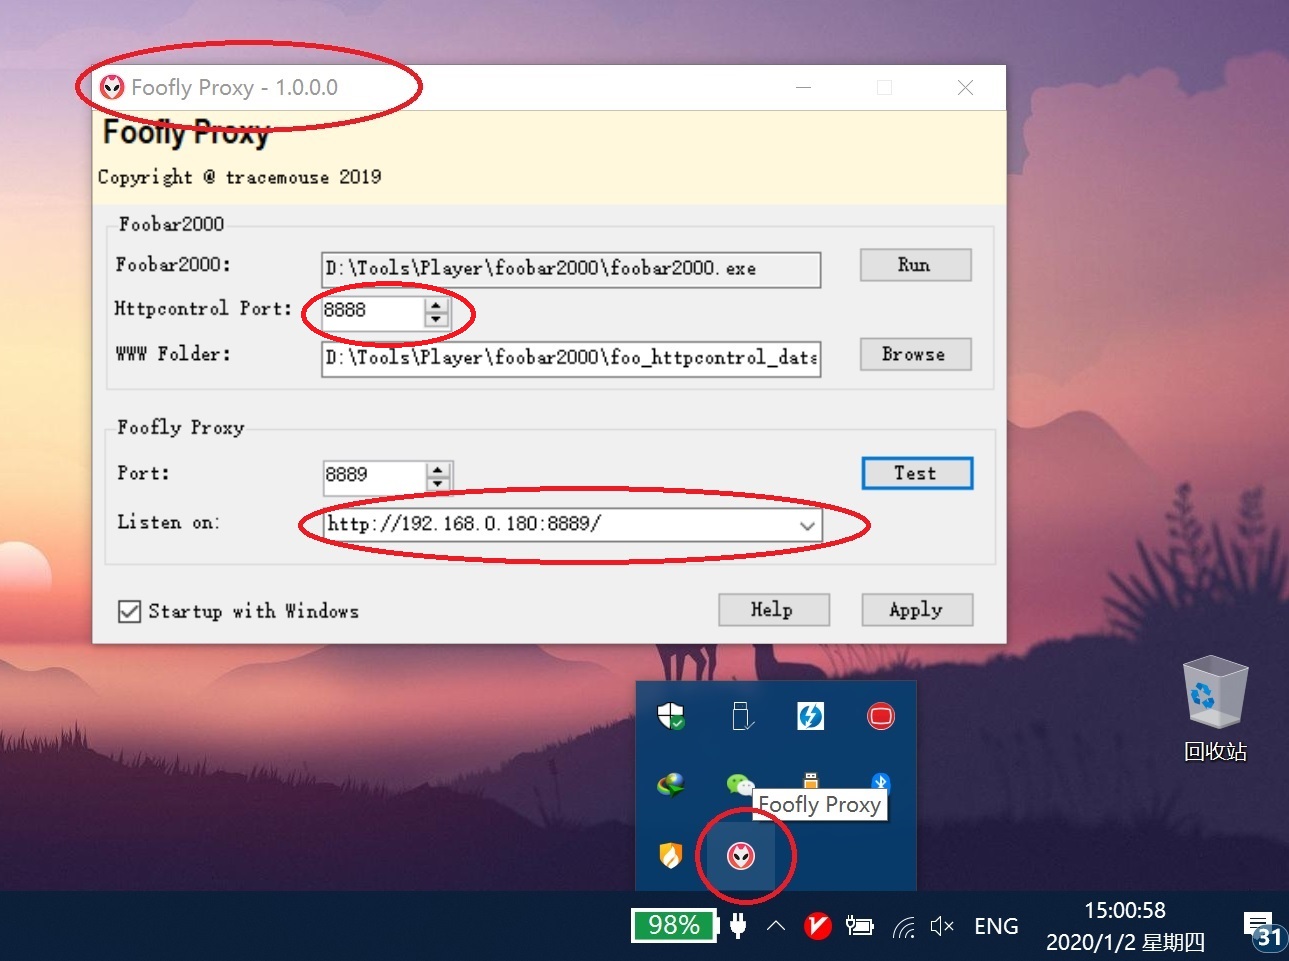 Foofly Proxy - 1.0.0.0
Foofly Proxy
Copyright @ tracemouse 2019
Foobar2000
Foobar2000:
D:\Tools\Player\foobar2000\foobar2000.exe
Run
Httpcontrol Port:
8888
WWW Folder:
D:\Tools\Player\foobar2000\foo_httpcontrol_data
Browse
Foofly Proxy
Port:
8889
Test
Listen on:
http://192.168.0.180:8889/
Startup with Windows
Help
Apply
回收站
Foofly Proxy
98%
ENG
15:00:58
2020/1/2 星期四
31